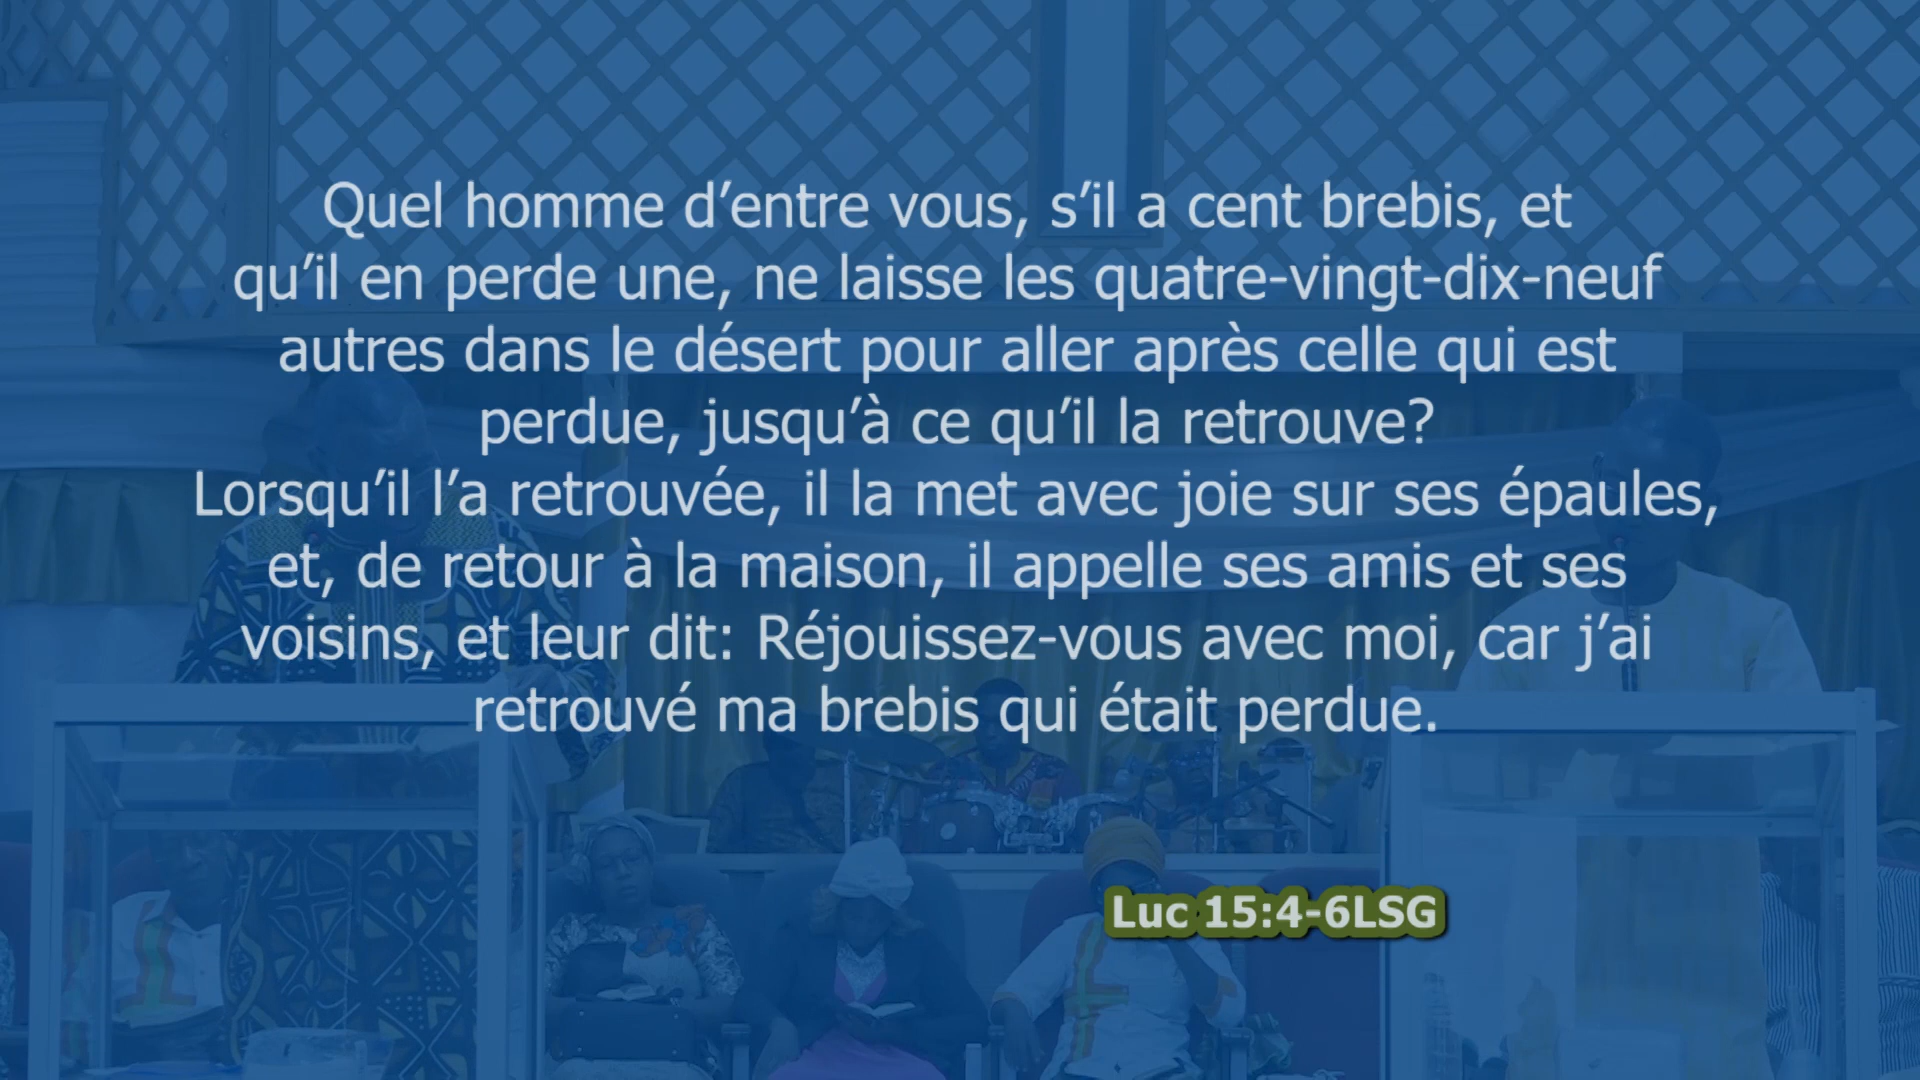 Quel homme d’entre vous, s’il a cent brebis, et
qu’il en perde une, ne laisse les quatre-vingt-dix-neuf
autres dans le désert pour aller après celle qui est
perdue, jusqu’à ce qu’il la retrouve?
Lorsqu’il l’a retrouvée, il la met avec joie sur ses épaules,
et, de retour à la maison, il appelle ses amis et ses
voisins, et leur dit: Réjouissez-vous avec moi, car j’ai
retrouvé ma brebis qui était perdue.
Luc 15:4-6LSG